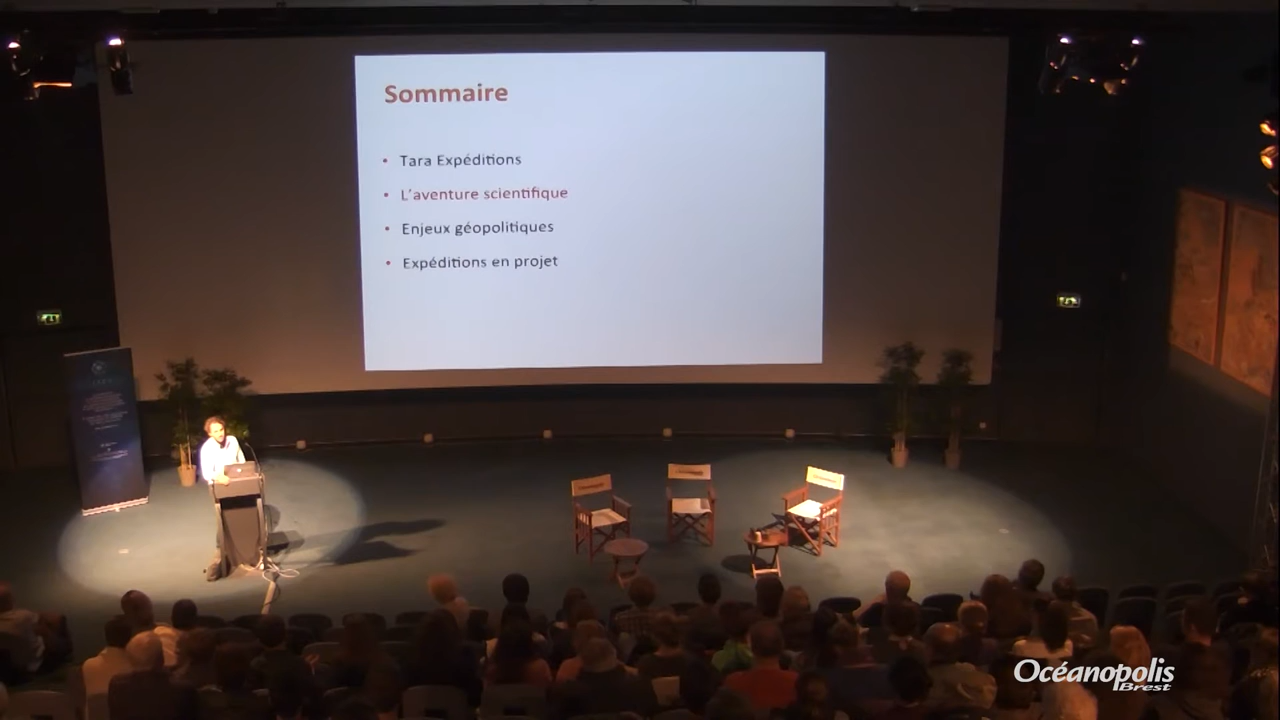 Sommaire
• Tara Expéditions
• L'aventure scientifique
• Enjeux géopolitiques
• Expéditions en projet
Océanopolis
Brest